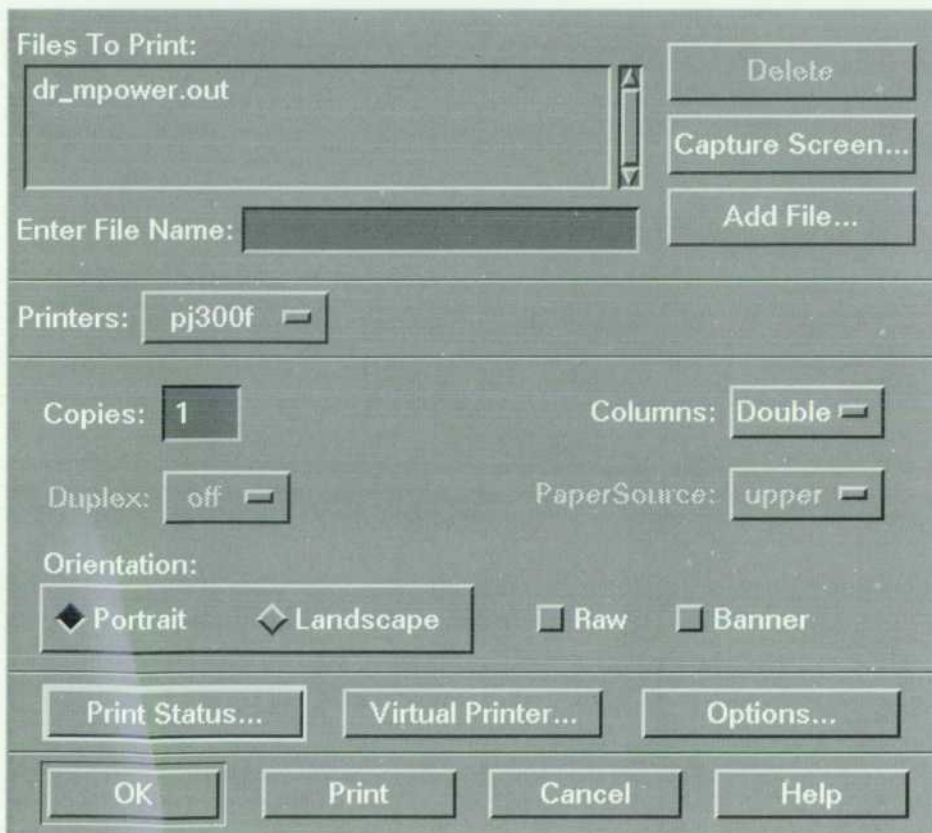 Files To Print:
dr_mpower.out
Delete
Capture Screen...
Add File...
Enter File Name:
Printers: pj300f
Copies: 1
Columns: Double
Duplex: off
PaperSource: upper
Orientation:
Portrait Landscape Raw Banner
Print Status... Virtual Printer... Options...
OK Print Cancel Help